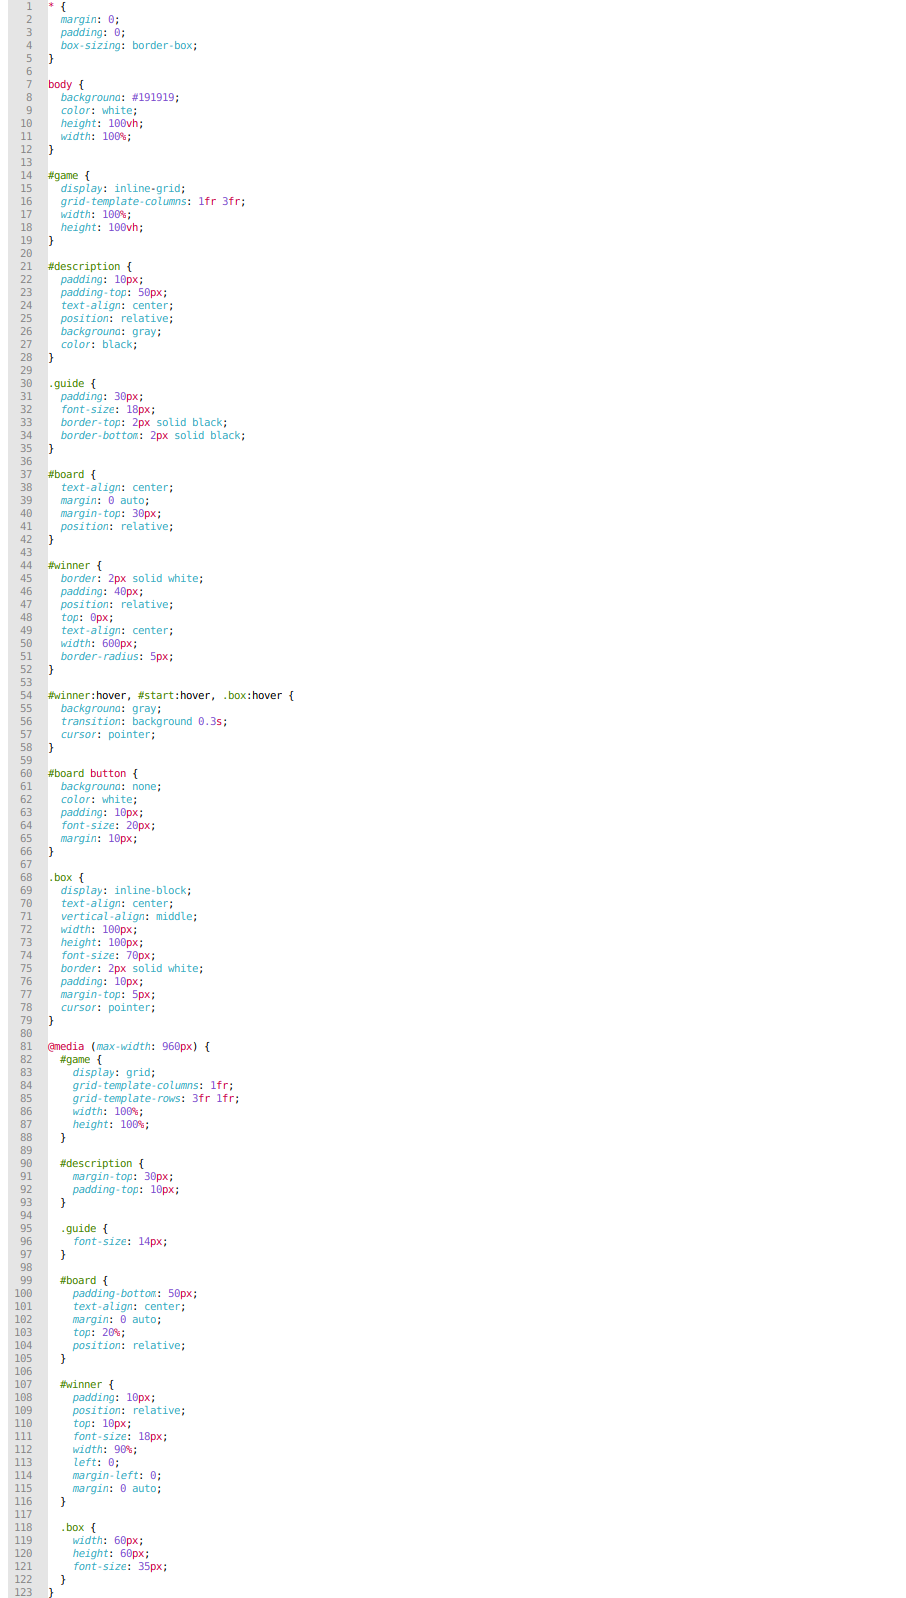 1 * {
2   margin: 0;
3   padding: 0;
4   box-sizing: border-box;
5 }
6
7 body {
8   background: #191919;
9   color: white;
10   height: 100vh;
11   width: 100%;
12 }
13
14 #game {
15   display: inline-grid;
16   grid-template-columns: 1fr 3fr;
17   width: 100%;
18   height: 100vh;
19 }
20
21 #description {
22   padding: 10px;
23   padding-top: 50px;
24   text-align: center;
25   position: relative;
26   background: gray;
27   color: black;
28 }
29
30 .guide {
31   padding: 30px;
32   font-size: 18px;
33   border-top: 2px solid black;
34   border-bottom: 2px solid black;
35 }
36
37 #board {
38   text-align: center;
39   margin: 0 auto;
40   margin-top: 30px;
41   position: relative;
42 }
43
44 #winner {
45   border: 2px solid white;
46   padding: 40px;
47   position: relative;
48   top: 0px;
49   text-align: center;
50   width: 600px;
51   border-radius: 5px;
52 }
53
54 #winner:hover, #start:hover, .box:hover {
55   background: gray;
56   transition: background 0.3s;
57   cursor: pointer;
58 }
59
60 #board button {
61   background: none;
62   color: white;
63   padding: 10px;
64   font-size: 20px;
65   margin: 10px;
66 }
67
68 .box {
69   display: inline-block;
70   text-align: center;
71   vertical-align: middle;
72   width: 100px;
73   height: 100px;
74   font-size: 70px;
75   border: 2px solid white;
76   padding: 10px;
77   margin-top: 5px;
78   cursor: pointer;
79 }
80
81 @media (max-width: 960px) {
82   #game {
83     display: grid;
84     grid-template-columns: 1fr;
85     grid-template-rows: 3fr 1fr;
86     width: 100%;
87     height: 100%;
88   }
89
90   #description {
91     margin-top: 30px;
92     padding-top: 10px;
93   }
94
95   .guide {
96     font-size: 14px;
97   }
98
99   #board {
100     padding-bottom: 50px;
101     text-align: center;
102     margin: 0 auto;
103     top: 20%;
104     position: relative;
105   }
106
107   #winner {
108     padding: 10px;
109     position: relative;
110     top: 10px;
111     font-size: 18px;
112     width: 90%;
113     left: 0;
114     margin-left: 0;
115     margin: 0 auto;
116   }
117
118   .box {
119     width: 60px;
120     height: 60px;
121     font-size: 35px;
122   }
123 }